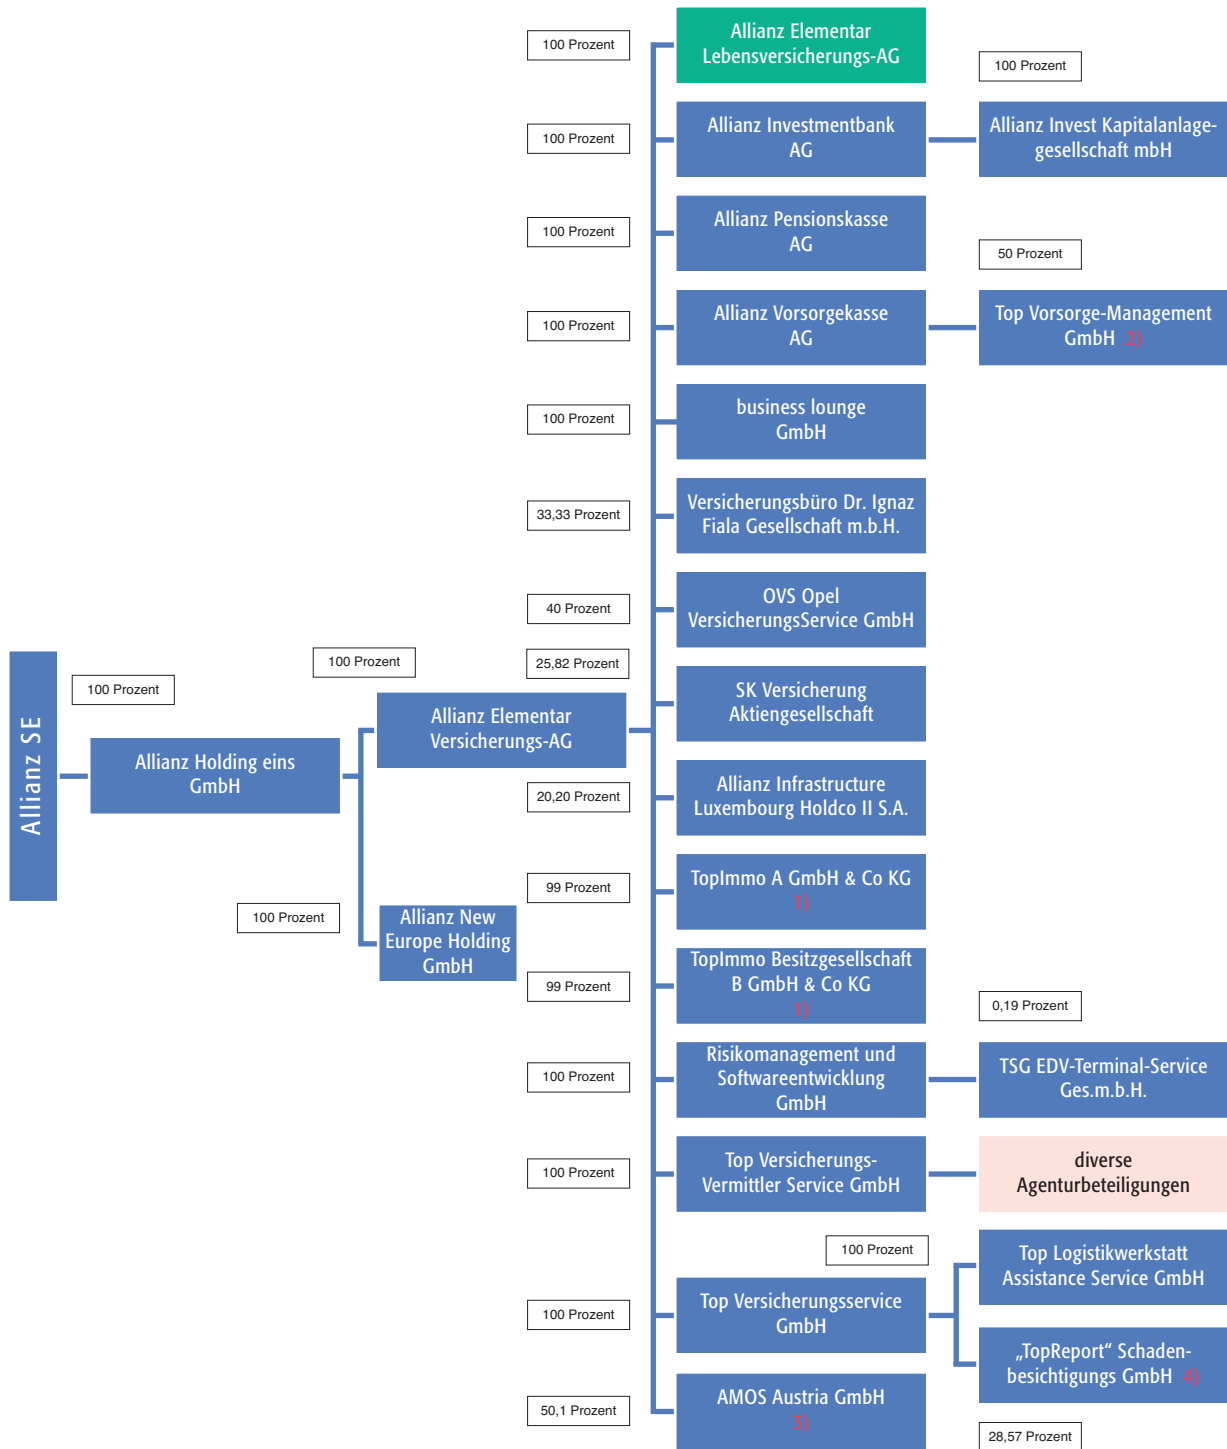 100 Prozent
Allianz Elementar
Lebensversicherungs-AG
100 Prozent
100 Prozent
Allianz Investmentbank
AG
Allianz Invest Kapitalanlage-
gesellschaft mbH
100 Prozent
Allianz Pensionskasse
AG
50 Prozent
100 Prozent
Allianz Vorsorgekasse
AG
Top Vorsorge-Management
GmbH 2)
100 Prozent
business lounge
GmbH
33,33 Prozent
Versicherungsbüro Dr. Ignaz
Fiala Gesellschaft m.b.H.
40 Prozent
OVS Opel
VersicherungsService GmbH
25,82 Prozent
SK Versicherung
Aktiengesellschaft
Allianz SE
100 Prozent
Allianz Holding eins
GmbH
100 Prozent
Allianz Elementar
Versicherungs-AG
20,20 Prozent
Allianz Infrastructure
Luxembourg Holdco II S.A.
99 Prozent
TopImmo A GmbH & Co KG
1)
100 Prozent
Allianz New
Europe Holding
GmbH
99 Prozent
TopImmo Besitzgesellschaft
B GmbH & Co KG
1)
0,19 Prozent
100 Prozent
Risikomanagement und
Softwareentwicklung
GmbH
TSG EDV-Terminal-Service
Ges.m.b.H.
100 Prozent
Top Versicherungs-
Vermittler Service GmbH
diverse
Agenturbeteiligungen
100 Prozent
Top Logistikwerkstatt
Assistance Service GmbH
100 Prozent
Top Versicherungsservice
GmbH
„TopReport“ Schaden-
besichtigungs GmbH 4)
50,1 Prozent
AMOS Austria GmbH
3)
28,57 Prozent